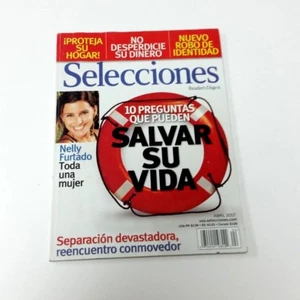 ¡PROTEJA
SU
HOGAR!
NO
DESPERDICIE
SU DINERO
NUEVO
ROBO DE
IDENTIDAD
Selecciones
Reader's Digest
10 PREGUNTAS
QUE PUEDEN
SALVAR
SU
VIDA
Nelly
Furtado
Toda
una
mujer
ABRIL 2007
Separación devastadora,
reencuentro conmovedor